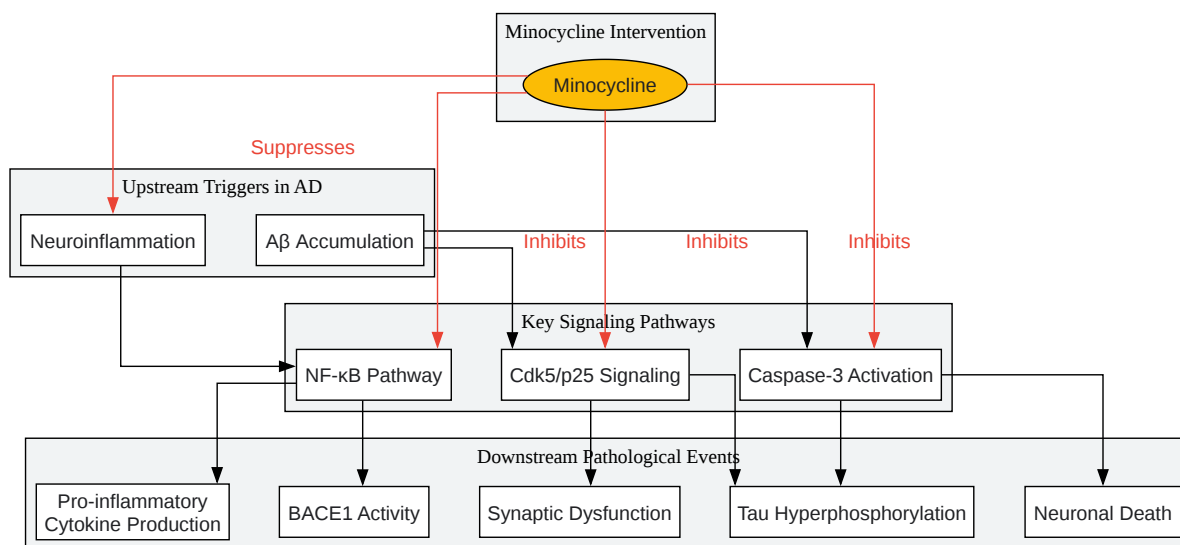 Minocycline Intervention
Minocycline
Suppresses
Upstream Triggers in AD
Neuroinflammation
Aβ Accumulation
Inhibits
Inhibits
Inhibits
Key Signaling Pathways
NF-κB Pathway
Cdk5/p25 Signaling
Caspase-3 Activation
Downstream Pathological Events
Pro-inflammatory
Cytokine Production
BACE1 Activity
Synaptic Dysfunction
Tau Hyperphosphorylation
Neuronal Death